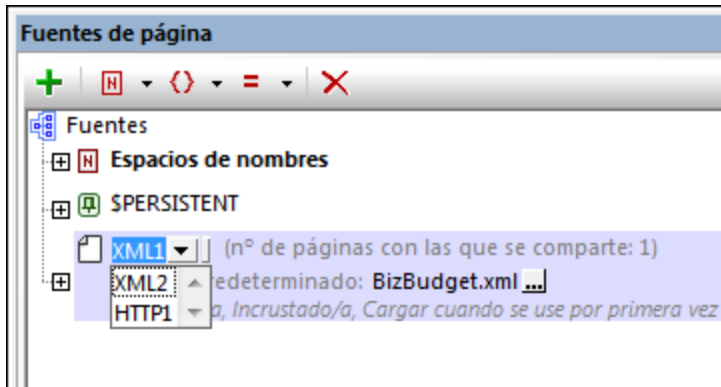 Fuentes de página
N {} =
Fuentes
N Espacios de nombres
$PERSISTENT
XML1 (nº de páginas con las que se comparte: 1)
XML2 redeterminado: BizBudget.xml ...
HTTP1 a, Incrustado/a, Cargar cuando se use por primera vez